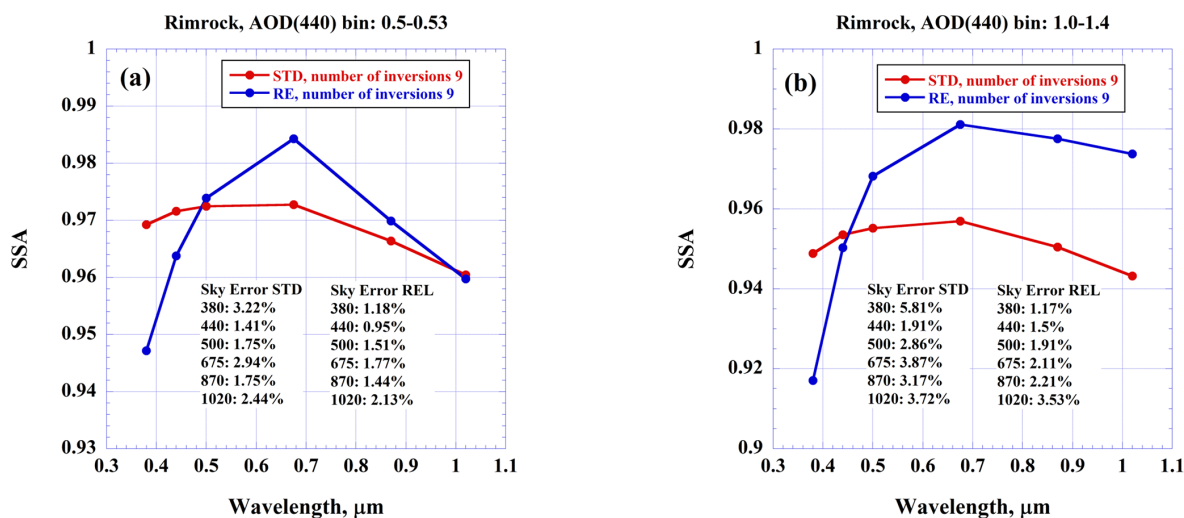 Rimrock, AOD(440) bin: 0.5-0.53
(a)
STD, number of inversions 9
RE, number of inversions 9
1
0.99
0.98
0.97
0.96
0.95
0.94
0.93
SSA
Sky Error STD
380: 3.22%
440: 1.41%
500: 1.75%
675: 2.94%
870: 1.75%
1020: 2.44%
Sky Error REL
380: 1.18%
440: 0.95%
500: 1.51%
675: 1.77%
870: 1.44%
1020: 2.13%
0.3 0.4 0.5 0.6 0.7 0.8 0.9 1 1.1
Wavelength, μm
Rimrock, AOD(440) bin: 1.0-1.4
(b)
STD, number of inversions 9
RE, number of inversions 9
1
0.98
0.96
0.94
0.92
0.9
SSA
Sky Error STD
380: 5.81%
440: 1.91%
500: 2.86%
675: 3.87%
870: 3.17%
1020: 3.72%
Sky Error REL
380: 1.17%
440: 1.5%
500: 1.91%
675: 2.11%
870: 2.21%
1020: 3.53%
0.3 0.4 0.5 0.6 0.7 0.8 0.9 1 1.1
Wavelength, μm